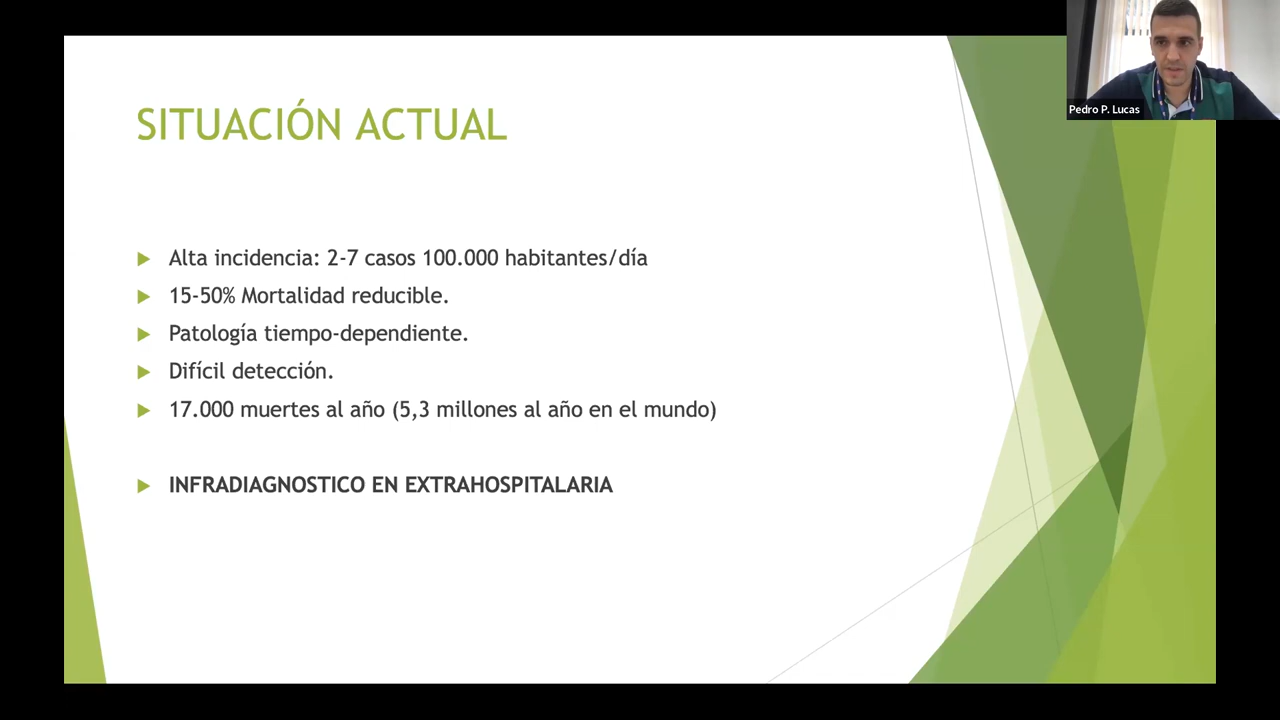 SITUACIÓN ACTUAL
Alta incidencia: 2-7 casos 100.000 habitantes/día
15-50% Mortalidad reducible.
Patología tiempo-dependiente.
Difícil detección.
17.000 muertes al año (5,3 millones al año en el mundo)
INFRADIAGNOSTICO EN EXTRAHOSPITALARIA
Pedro P. Lucas